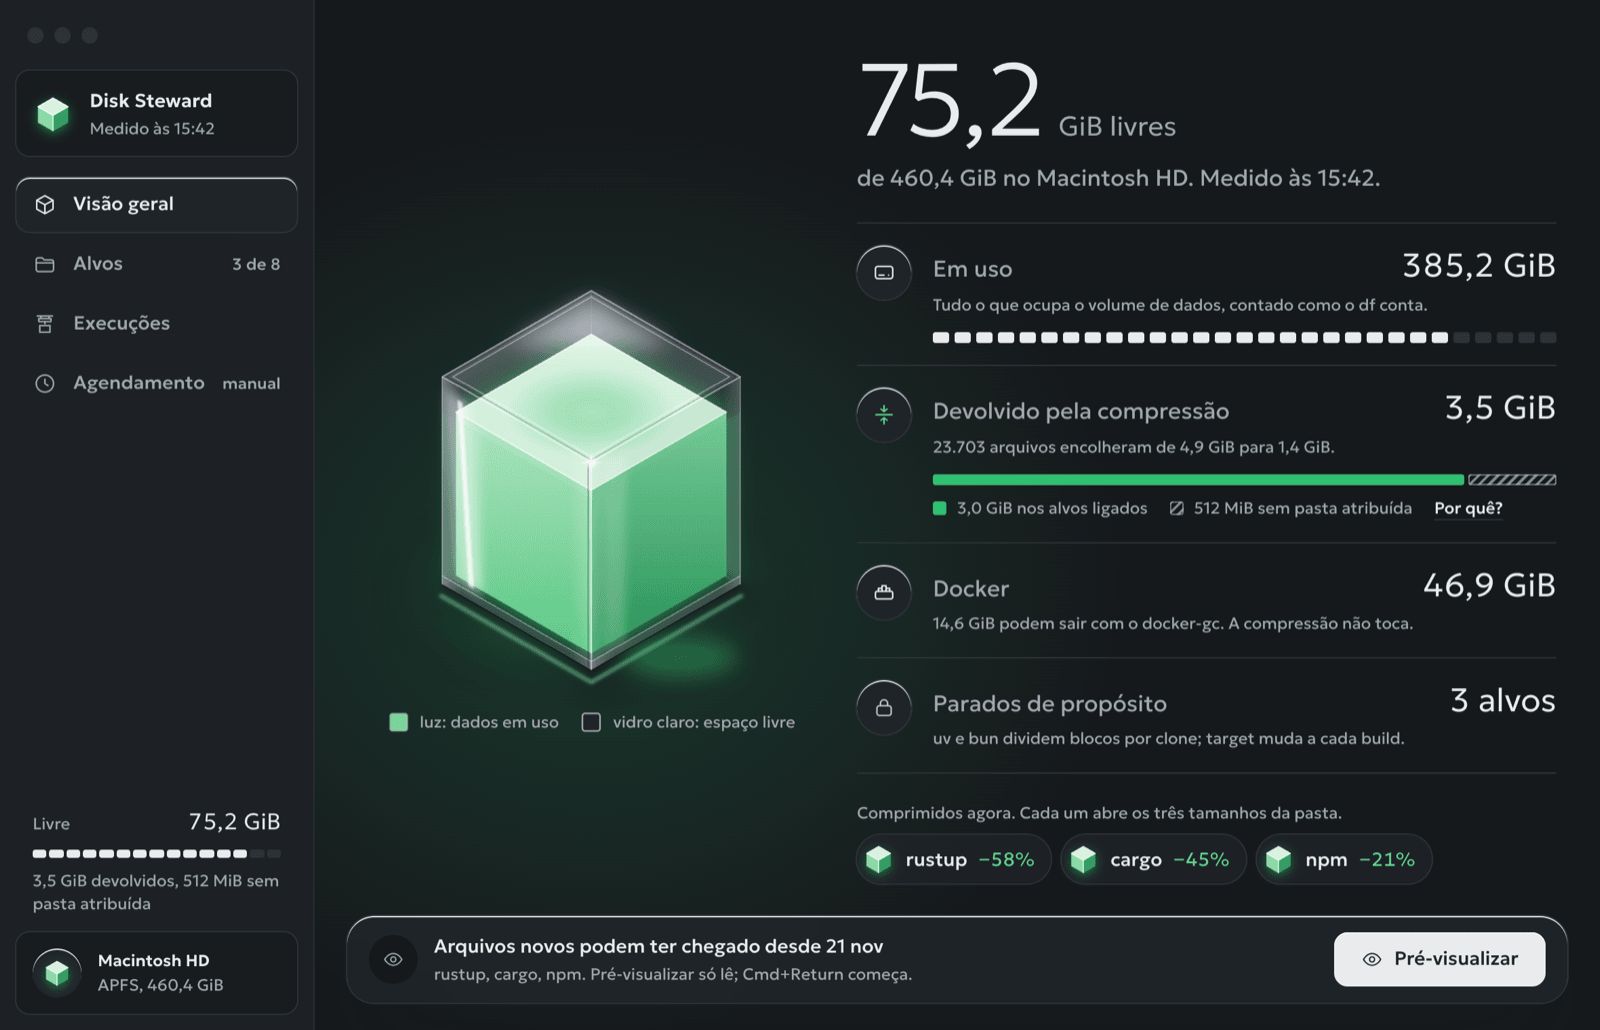 Disk Steward
Medido às 15:42
Visão geral
Alvos 3 de 8
Execuções
Agendamento manual
Livre 75,2 GiB
3,5 GiB devolvidos, 512 MiB sem
pasta atribuída
Macintosh HD
APFS, 460,4 GiB
luz: dados em uso vidro claro: espaço livre
75,2 GiB livres
de 460,4 GiB no Macintosh HD. Medido às 15:42.
Em uso 385,2 GiB
Tudo o que ocupa o volume de dados, contado como o df conta.
Devolvido pela compressão 3,5 GiB
23.703 arquivos encolheram de 4,9 GiB para 1,4 GiB.
3,0 GiB nos alvos ligados 512 MiB sem pasta atribuída Por quê?
Docker 46,9 GiB
14,6 GiB podem sair com o docker-gc. A compressão não toca.
Parados de propósito 3 alvos
uv e bun dividem blocos por clone; target muda a cada build.
Comprimidos agora. Cada um abre os três tamanhos da pasta.
rustup −58% cargo −45% npm −21%
Arquivos novos podem ter chegado desde 21 nov
rustup, cargo, npm. Pré-visualizar só lê; Cmd+Return começa.
Pré-visualizar